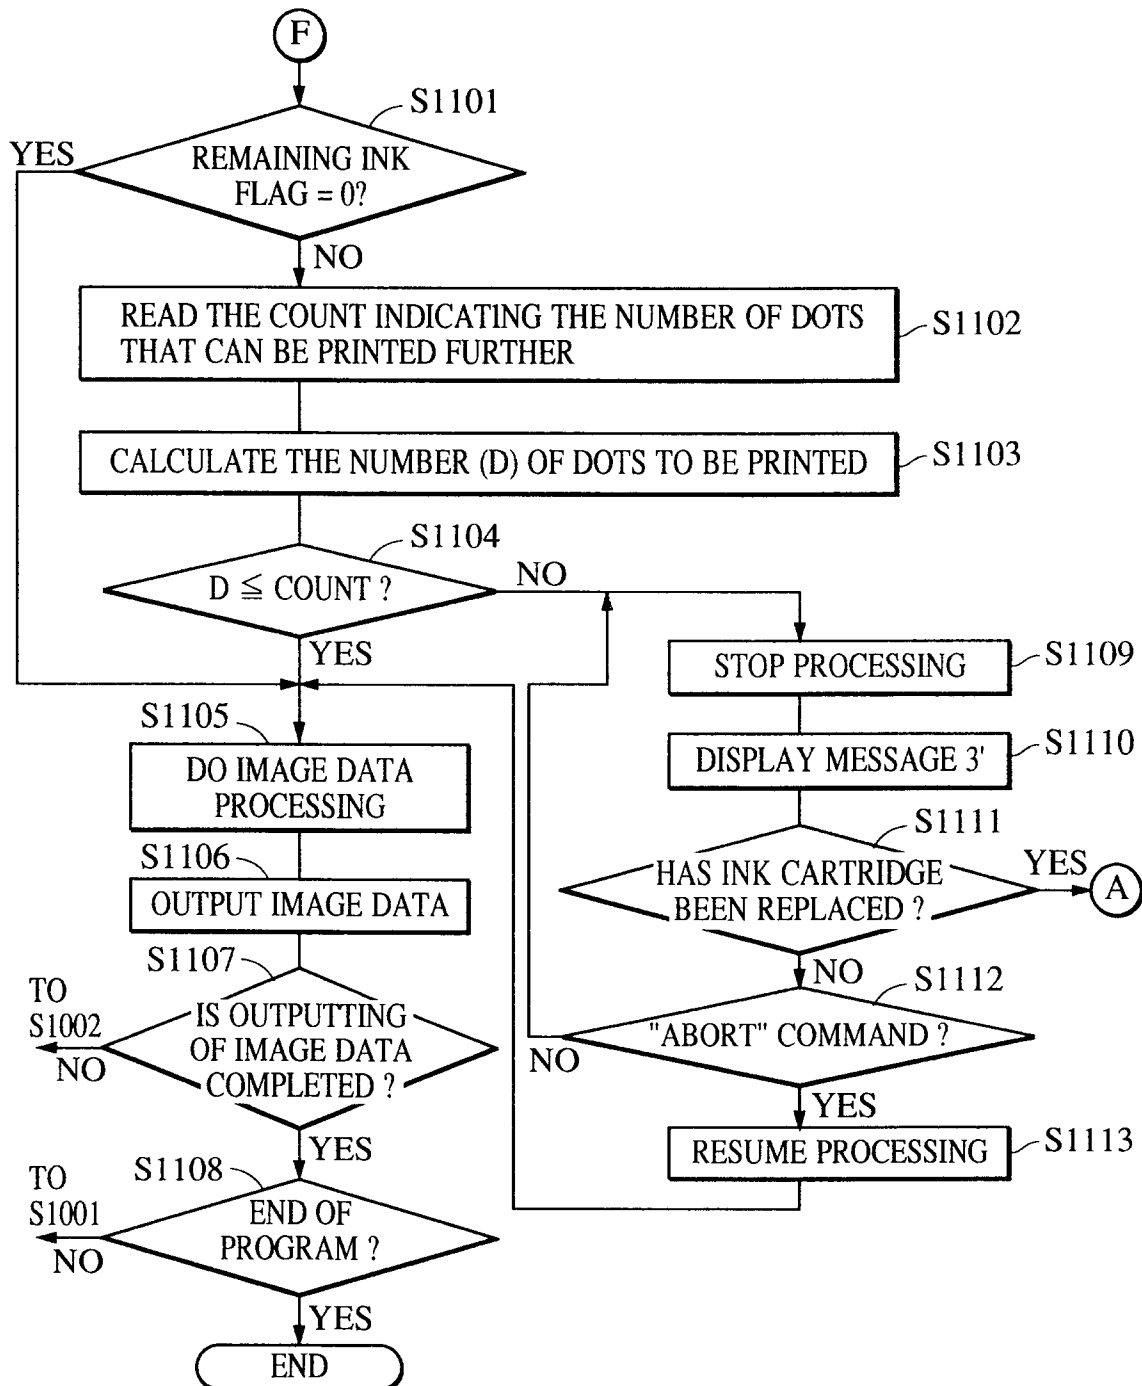 F
S1101
YES
REMAINING INK
FLAG = 0?
NO
READ THE COUNT INDICATING THE NUMBER OF DOTS
THAT CAN BE PRINTED FURTHER
S1102
CALCULATE THE NUMBER (D) OF DOTS TO BE PRINTED
S1103
S1104
D ≦ COUNT ?
NO
YES
STOP PROCESSING
S1109
DISPLAY MESSAGE 3'
S1110
S1111
HAS INK CARTRIDGE
BEEN REPLACED ?
YES
A
NO
S1112
"ABORT" COMMAND ?
NO
YES
RESUME PROCESSING
S1113
S1105
DO IMAGE DATA
PROCESSING
S1106
OUTPUT IMAGE DATA
S1107
IS OUTPUTTING
OF IMAGE DATA
COMPLETED ?
TO
S1002
NO
YES
S1108
END OF
PROGRAM ?
TO
S1001
NO
YES
END